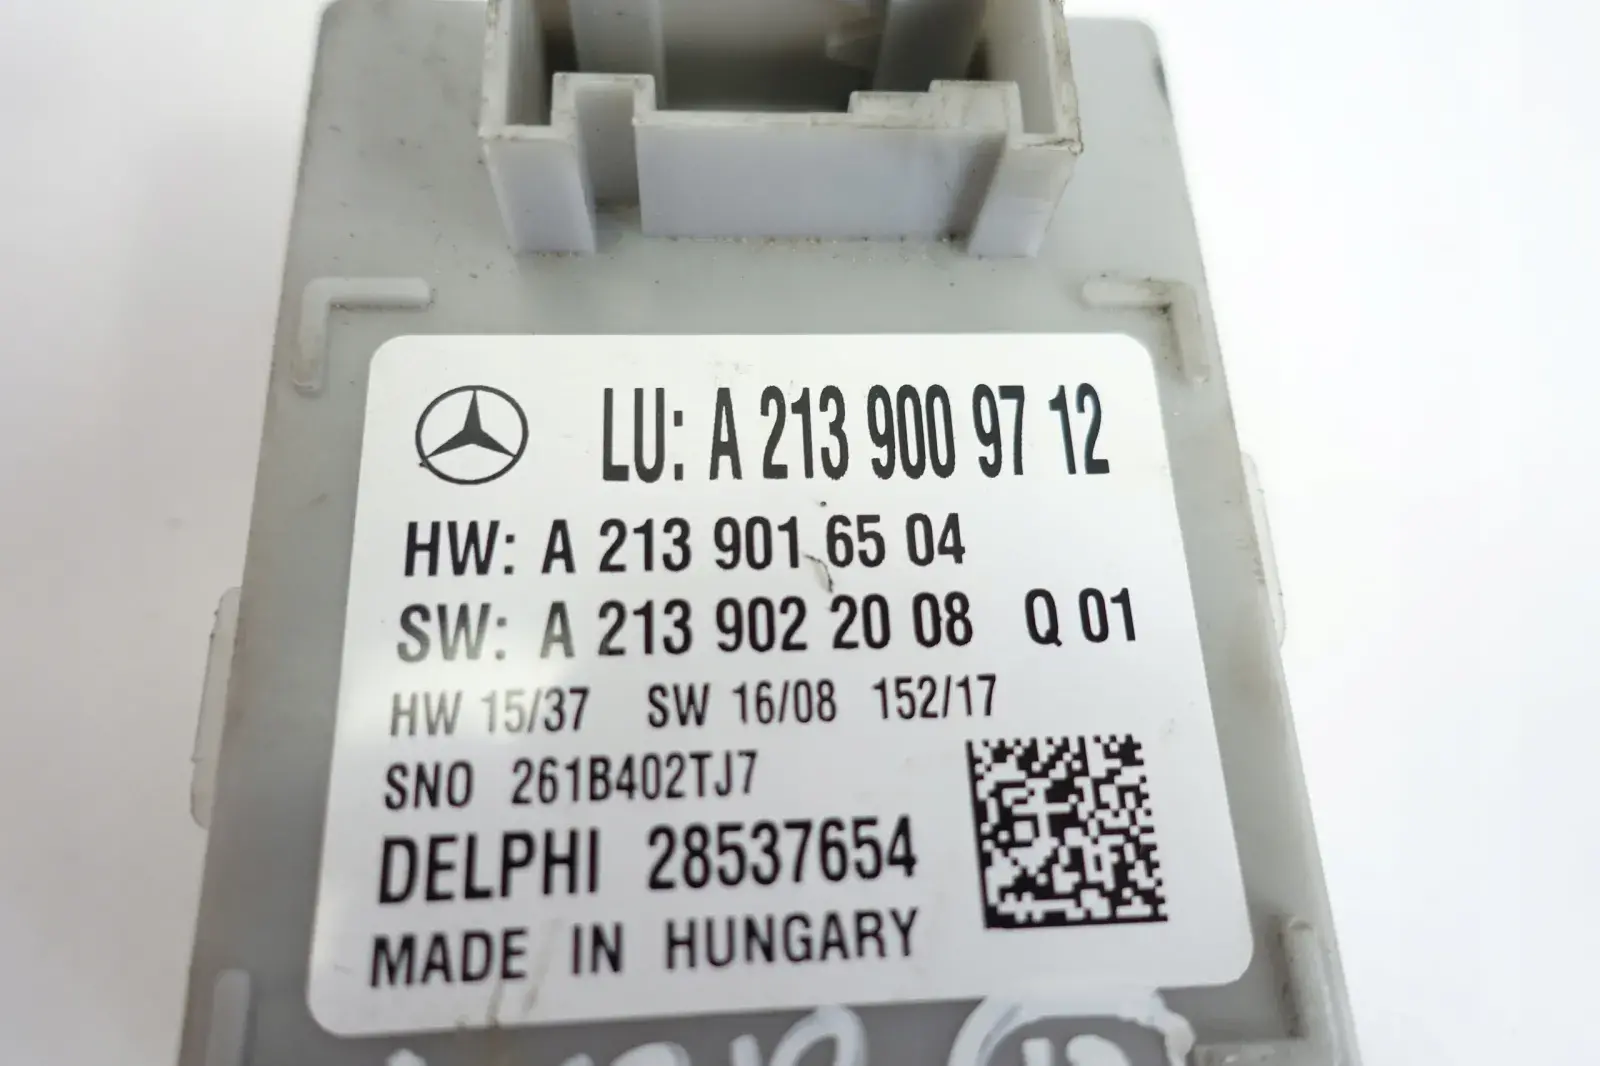 LU: A 213 900 97 12
HW: A 213 901 65 04
SW: A 213 902 20 08 Q 01
HW 15/37 SW 16/08 152/17
SNO 261B402TJ7
DELPHI 28537654
MADE IN HUNGARY